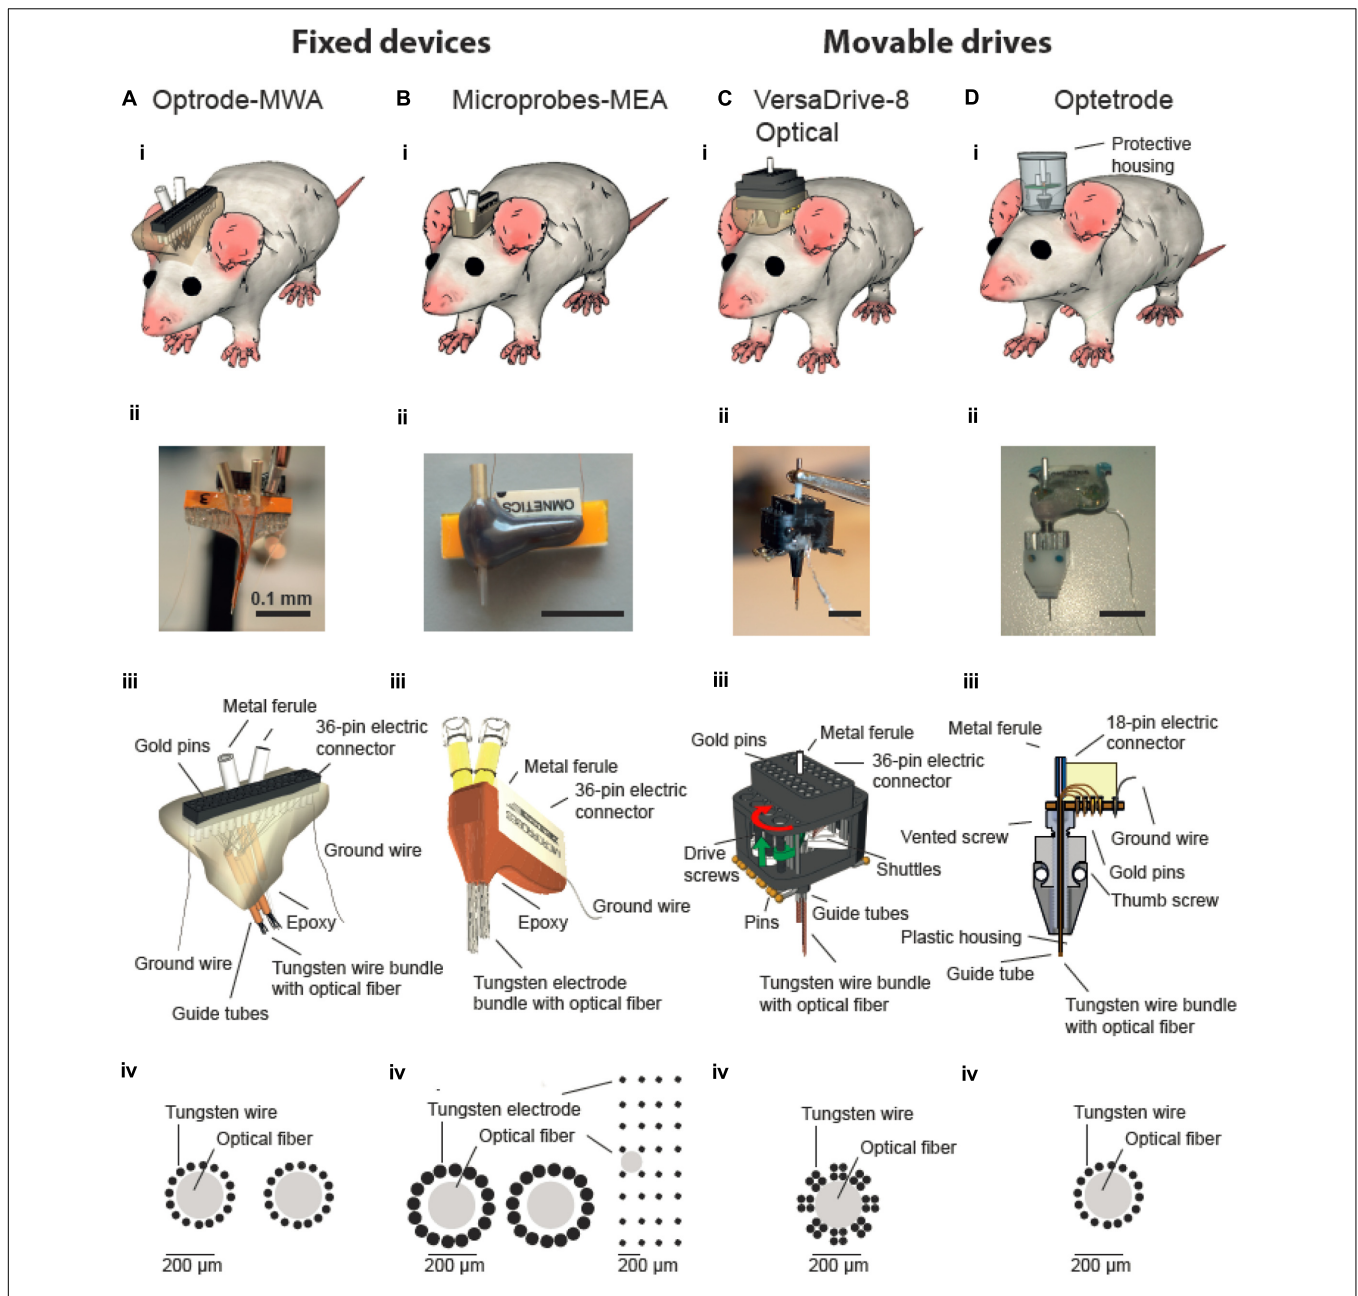 Fixed devices
Movable drives
A Optrode-MWA
B Microprobes-MEA
C VersaDrive-8
Optical
D Optetrode
i
i
i
i
Protective
housing
ii
ii
ii
ii
3
0.1 mm
OMNETICS
iii
Metal ferule
Gold pins
36-pin electric
connector
Ground wire
Epoxy
Ground wire
Tungsten wire bundle
with optical fiber
Guide tubes
iii
Metal ferule
36-pin electric
connector
Ground wire
Epoxy
Tungsten electrode
bundle with optical fiber
iii
Gold pins
Metal ferule
36-pin electric
connector
Drive
screws
Shuttles
Pins
Guide tubes
Tungsten wire bundle
with optical fiber
iii
Metal ferule
18-pin electric
connector
Vented screw
Ground wire
Gold pins
Thumb screw
Plastic housing
Guide tube
Tungsten wire bundle
with optical fiber
iv
Tungsten wire
Optical fiber
200 µm
iv
Tungsten electrode
Optical fiber
200 µm
200 µm
iv
Tungsten wire
Optical fiber
200 µm
iv
Tungsten wire
Optical fiber
200 µm